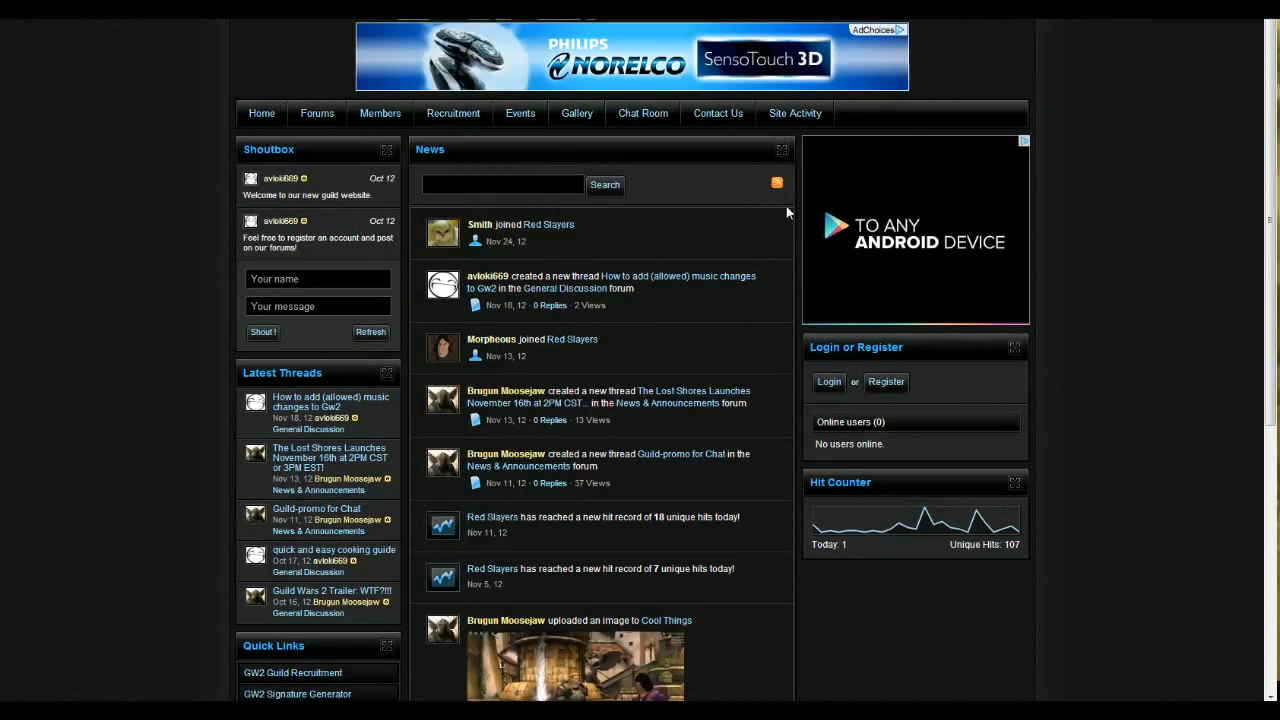 AdChoices
PHILIPS
NORELCO
SensoTouch 3D
Home
Forums
Members
Recruitment
Events
Gallery
Chat Room
Contact Us
Site Activity
Shoutbox
avloki669 Oct 12
Welcome to our new guild website.
avloki669 Oct 12
Feel free to register an account and post
on our forums!
Your name
Your message
Shout!
Refresh
Latest Threads
How to add (allowed) music
changes to Gw2
Nov 18, 12 avloki669
General Discussion
The Lost Shores Launches
November 16th at 2PM CST
or 3PM EST!
Nov 13, 12 Brugun Moosejaw
News & Announcements
Guild-promo for Chat
Nov 11, 12 Brugun Moosejaw
News & Announcements
quick and easy cooking guide
Oct 17, 12 avloki669
General Discussion
Guild Wars 2 Trailer: WTF?!!!
Oct 16, 12 Brugun Moosejaw
General Discussion
Quick Links
GW2 Guild Recruitment
GW2 Signature Generator
News
Search
Smith joined Red Slayers
Nov 24, 12
avloki669 created a new thread How to add (allowed) music changes
to Gw2 in the General Discussion forum
Nov 18, 12 · 0 Replies · 2 Views
Morpheous joined Red Slayers
Nov 13, 12
Brugun Moosejaw created a new thread The Lost Shores Launches
November 16th at 2PM CST... in the News & Announcements forum
Nov 13, 12 · 0 Replies · 13 Views
Brugun Moosejaw created a new thread Guild-promo for Chat in the
News & Announcements forum
Nov 11, 12 · 0 Replies · 37 Views
Red Slayers has reached a new hit record of 18 unique hits today!
Nov 11, 12
Red Slayers has reached a new hit record of 7 unique hits today!
Nov 5, 12
Brugun Moosejaw uploaded an image to Cool Things
TO ANY
ANDROID DEVICE
Login or Register
Login or Register
Online users (0)
No users online.
Hit Counter
Today: 1
Unique Hits: 107